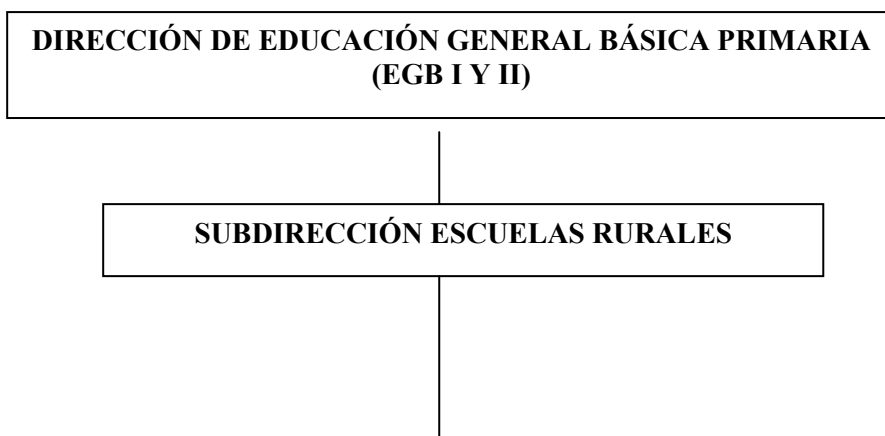 DIRECCIÓN DE EDUCACIÓN GENERAL BÁSICA PRIMARIA
(EGB I Y II)
SUBDIRECCIÓN ESCUELAS RURALES